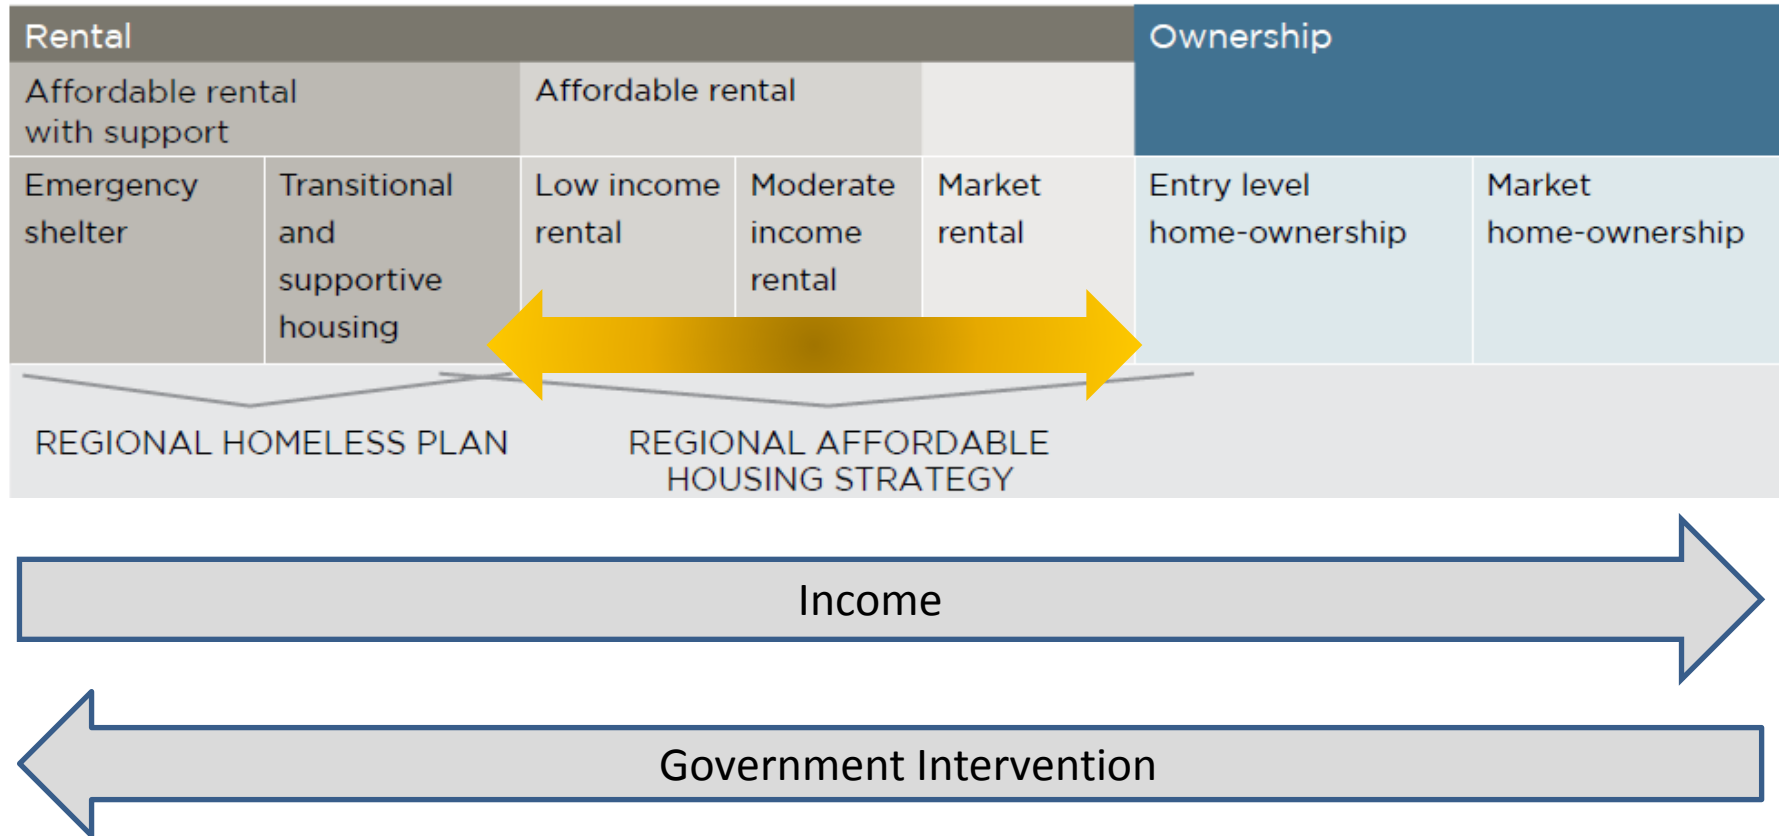 Rental
Ownership
Affordable rental
with support
Affordable rental
Emergency
shelter
Transitional
and
supportive
housing
Low income
rental
Moderate
income
rental
Market
rental
Entry level
home-ownership
Market
home-ownership
REGIONAL HOMELESS PLAN
REGIONAL AFFORDABLE
HOUSING STRATEGY
Income
Government Intervention